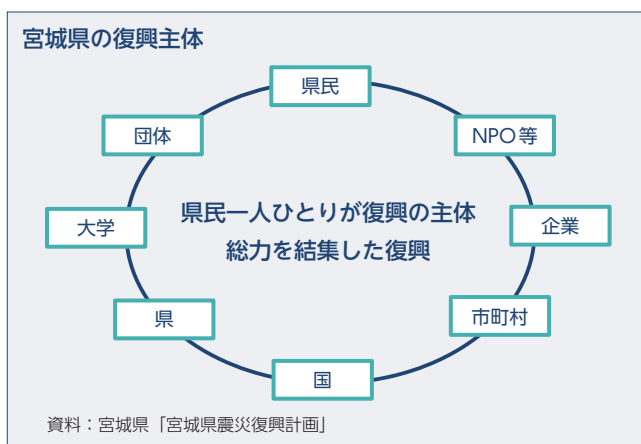 宮城県の復興主体
県民
団体
NPO等
大学
県民一人ひとりが復興の主体
総力を結集した復興
企業
県
市町村
国
資料：宮城県「宮城県震災復興計画」